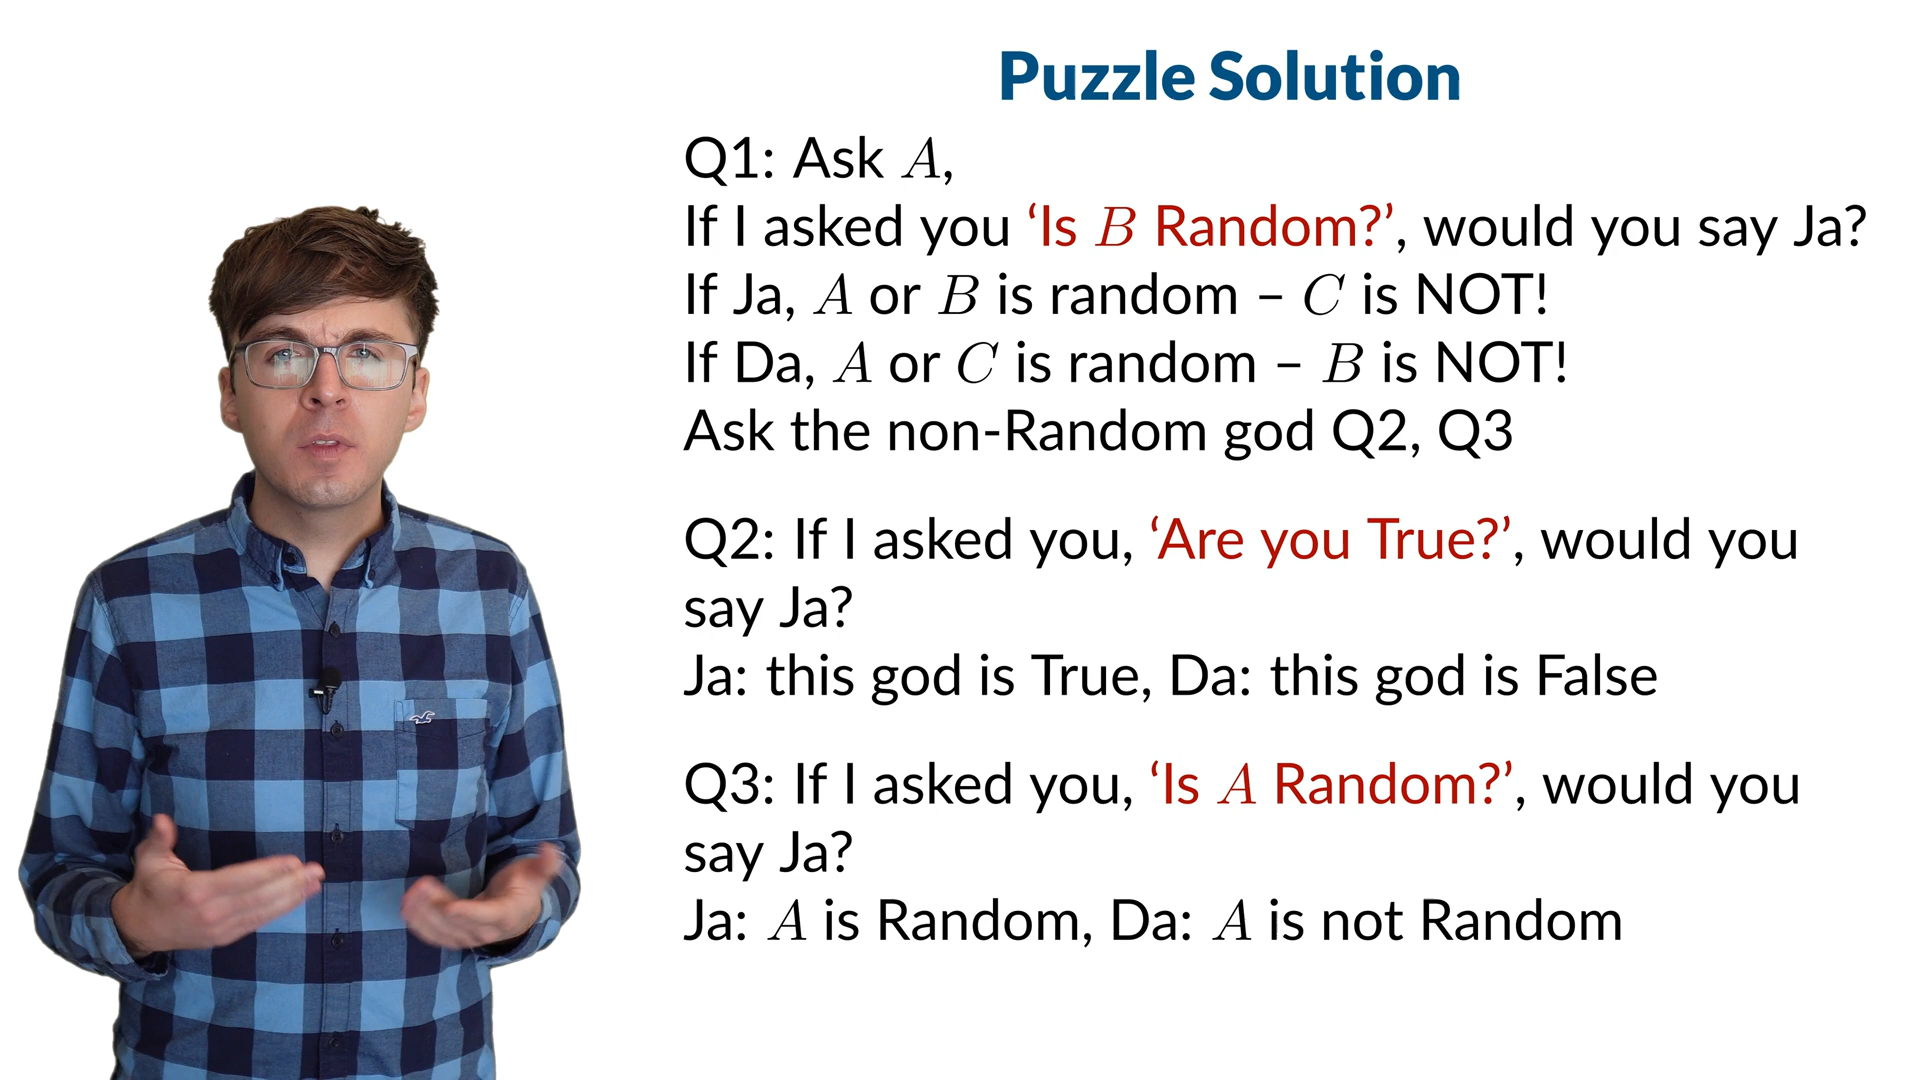 Puzzle Solution
Q1: Ask A,
If I asked you ‘Is B Random?’, would you say Ja?
If Ja, A or B is random – C is NOT!
If Da, A or C is random – B is NOT!
Ask the non-Random god Q2, Q3
Q2: If I asked you, ‘Are you True?’, would you
say Ja?
Ja: this god is True, Da: this god is False
Q3: If I asked you, ‘Is A Random?’, would you
say Ja?
Ja: A is Random, Da: A is not Random